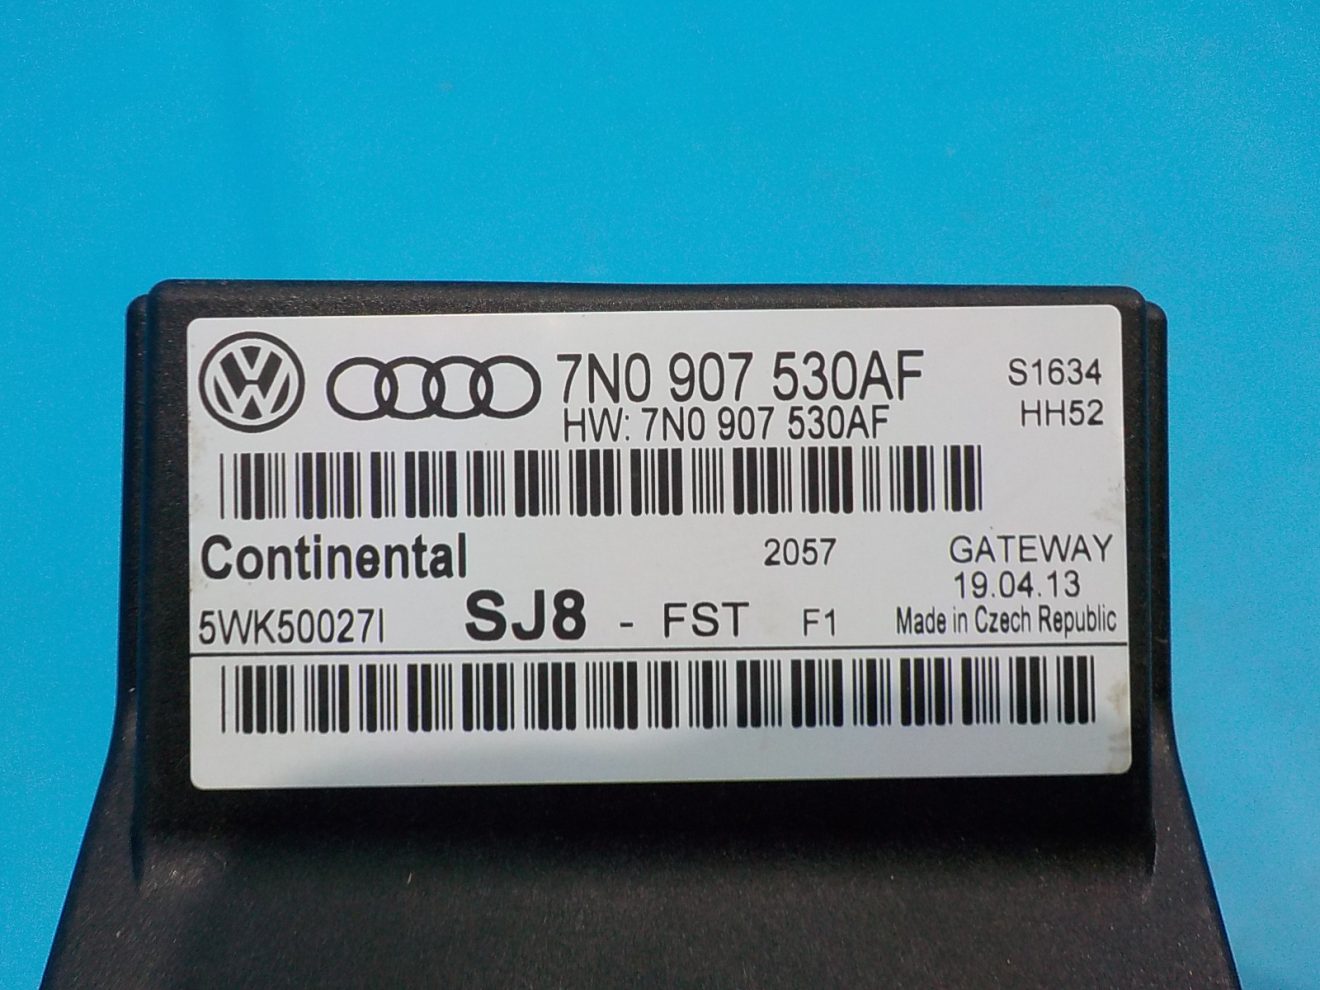 7N0 907 530AF
S1634
HW: 7N0 907 530AF
HH52
Continental
2057
GATEWAY
19.04.13
5WK50027I
SJ8 - FST F1
Made in Czech Republic